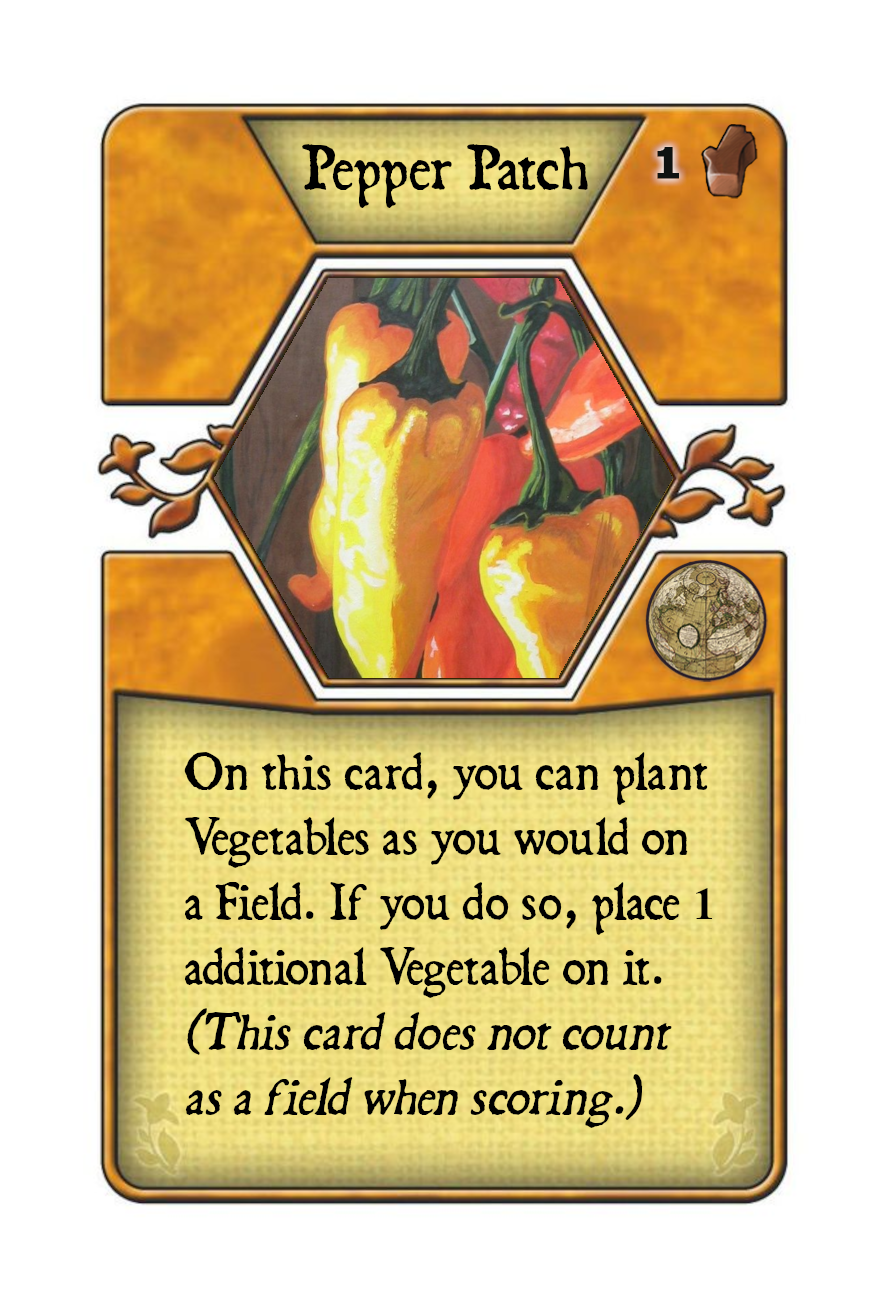 Pepper Patch
1
On this card, you can plant
Vegetables as you would on
a Field. If you do so, place 1
additional Vegetable on it.
(This card does not count
as a field when scoring.)